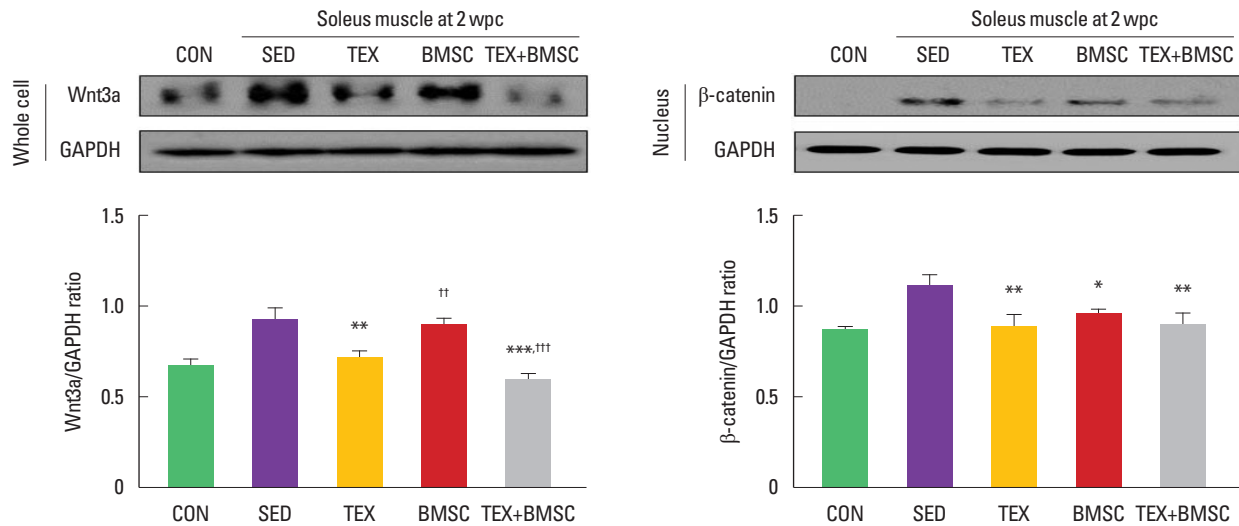 Soleus muscle at 2 wpc
CON SED TEX BMSC TEX+BMSC
Whole cell
Wnt3a
GAPDH
Wnt3a/GAPDH ratio
1.5
1.0
0.5
0
**
††
***,†††
CON SED TEX BMSC TEX+BMSC
Soleus muscle at 2 wpc
CON SED TEX BMSC TEX+BMSC
Nucleus
β-catenin
GAPDH
β-catenin/GAPDH ratio
1.5
1.0
0.5
0
** * **
CON SED TEX BMSC TEX+BMSC